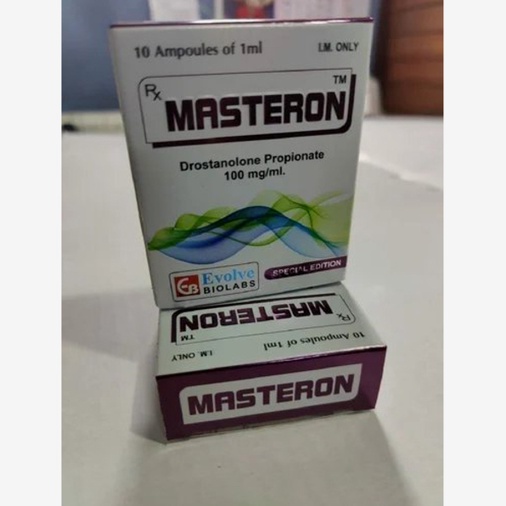 10 Ampoules of 1ml
I.M. ONLY
Rx
MASTERON
TM
Drostanolone Propionate
100 mg/ml.
EB
Evolve
BIOLABS
SPECIAL EDITION
Rx
MASTERON
TM
10 Ampoules of 1ml
I.M. ONLY
MASTERON